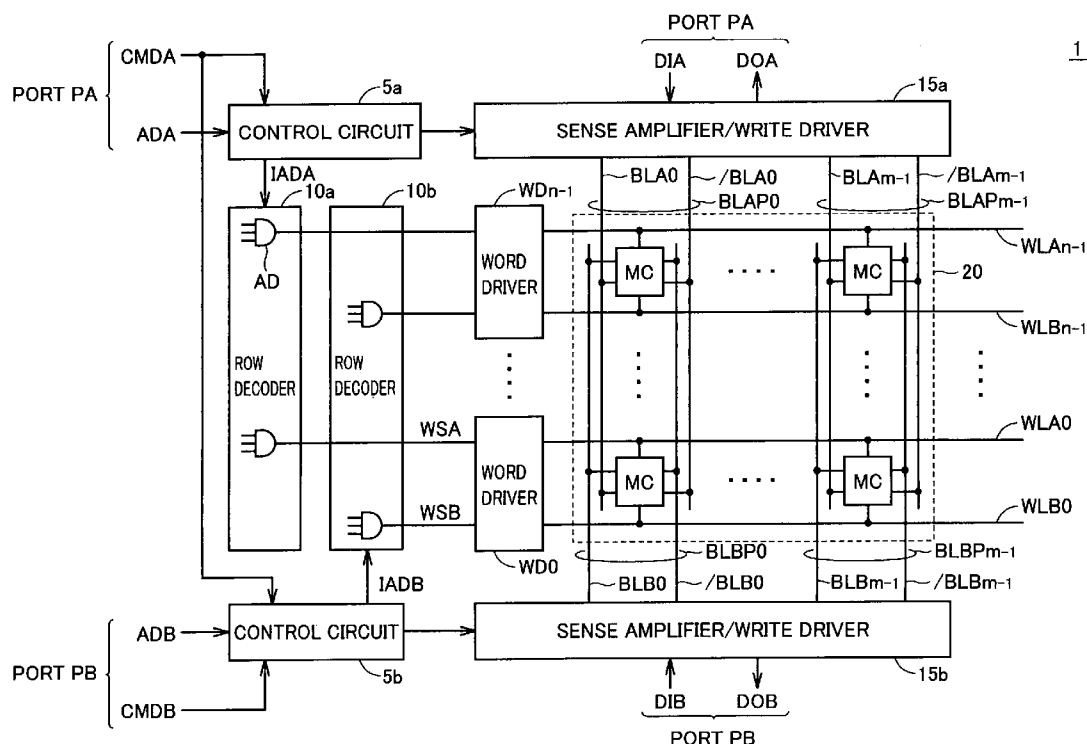 PORT PA
1
CMDA
DIA DOA
PORT PA
5a
15a
ADA
CONTROL CIRCUIT
SENSE AMPLIFIER/WRITE DRIVER
IADA
10a
10b
WDn-1
BLA0
/BLA0
BLAm-1
/BLAm-1
BLAP0
BLAPm-1
AD
WORD DRIVER
MC
MC
WLAn-1
20
WLBn-1
ROW DECODER
ROW DECODER
WSA
WLA0
WORD DRIVER
MC
MC
WSB
WLB0
WD0
BLBP0
BLBPm-1
IADB
BLB0
/BLB0
BLBm-1
/BLBm-1
ADB
CONTROL CIRCUIT
SENSE AMPLIFIER/WRITE DRIVER
PORT PB
5b
15b
CMDB
DIB DOB
PORT PB